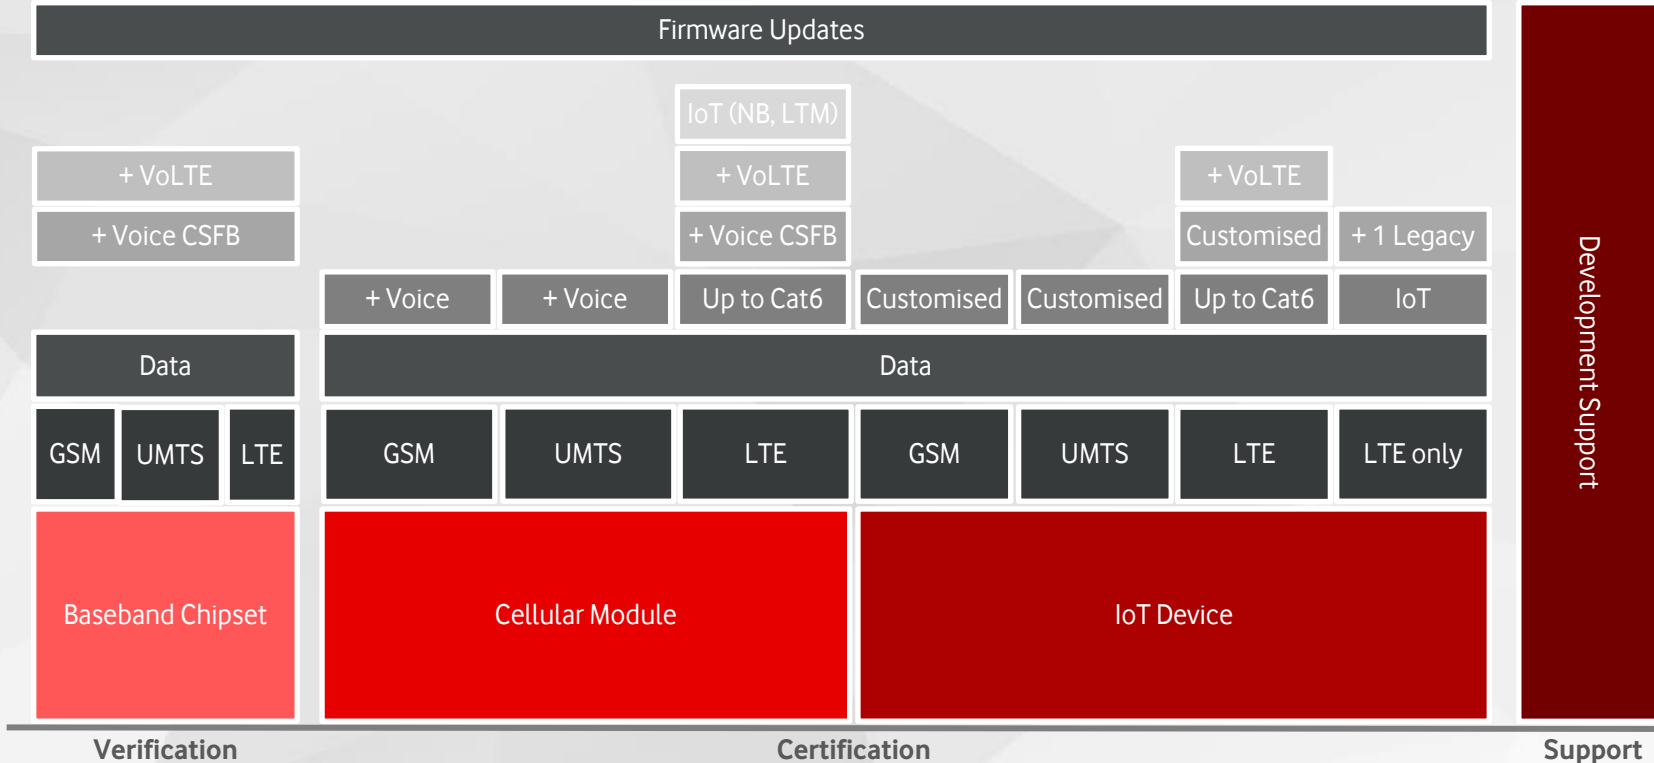 Firmware Updates
IoT (NB, LTM)
+ VoLTE
+ VoLTE
+ VoLTE
+ Voice CSFB
+ Voice CSFB
Customised
+ 1 Legacy
+ Voice
+ Voice
Up to Cat6
Customised
Customised
Up to Cat6
IoT
Data
Data
GSM
UMTS
LTE
GSM
UMTS
LTE
GSM
UMTS
LTE
LTE only
Baseband Chipset
Cellular Module
IoT Device
Development Support
Verification
Certification
Support